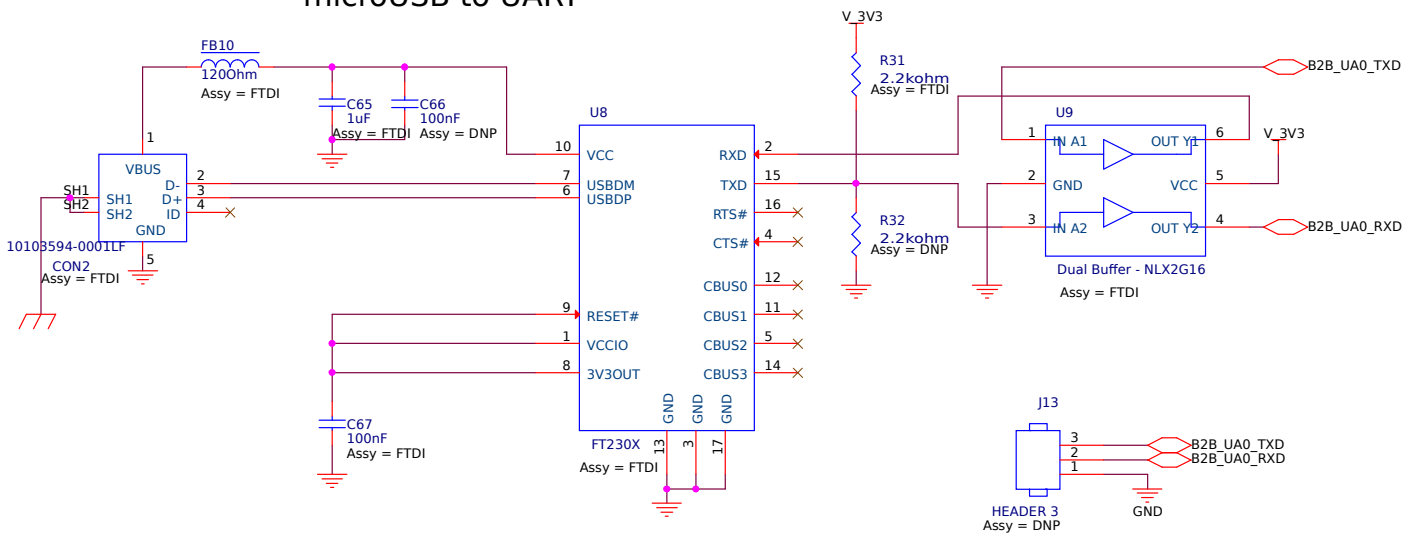 microUSB to UART
FB10
120Ohm
Assy = FTDI
C65
1uF
Assy = FTDI
C66
100nF
Assy = DNP
1
VBUS
D-
D+
ID
GND
SH1
SH2
SH1
SH2
2
3
4
5
10103594-0001LF
CON2
Assy = FTDI
U8
10
VCC
7
USBDM
6
USBDP
9
RESET#
1
VCCIO
8
3V3OUT
RXD
2
TXD
15
RTS#
16
CTS#
4
CBUS0
12
CBUS1
11
CBUS2
5
CBUS3
14
GND
GND
GND
13
3
17
FT230X
Assy = FTDI
C67
100nF
Assy = FTDI
V_3V3
R31
2.2kohm
Assy = FTDI
R32
2.2kohm
Assy = DNP
U9
1
IN A1
2
GND
3
IN A2
OUT Y1
6
VCC
5
OUT Y2
4
Dual Buffer - NLX2G16
Assy = FTDI
V_3V3
B2B_UA0_TXD
B2B_UA0_RXD
J13
3
2
1
B2B_UA0_TXD
B2B_UA0_RXD
GND
HEADER 3
Assy = DNP